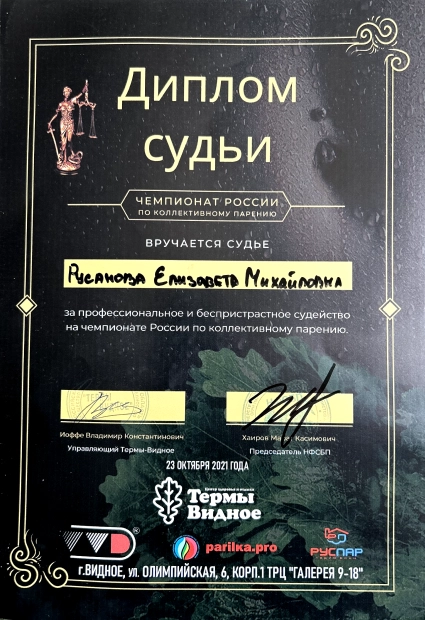 Диплом
судьи
ЧЕМПИОНАТ РОССИИ
ПО КОЛЛЕКТИВНОМУ ПАРЕНИЮ
ВРУЧАЕТСЯ СУДЬЕ
Русанова Елизавета Михайловна
за профессиональное и беспристрастное судейство
на чемпионате России по коллективному парению.
Иоффе Владимир Константинович
Управляющий Термы-Видное
Хаиров Касимович
Председатель НФСБП
23 ОКТЯБРЯ 2021 ГОДА
Термы
Видное
parilka.pro
РУСПАР
г.ВИДНОЕ, ул. ОЛИМПИЙСКАЯ, 6, КОРП.1 ТРЦ "ГАЛЕРЕЯ 9-18"